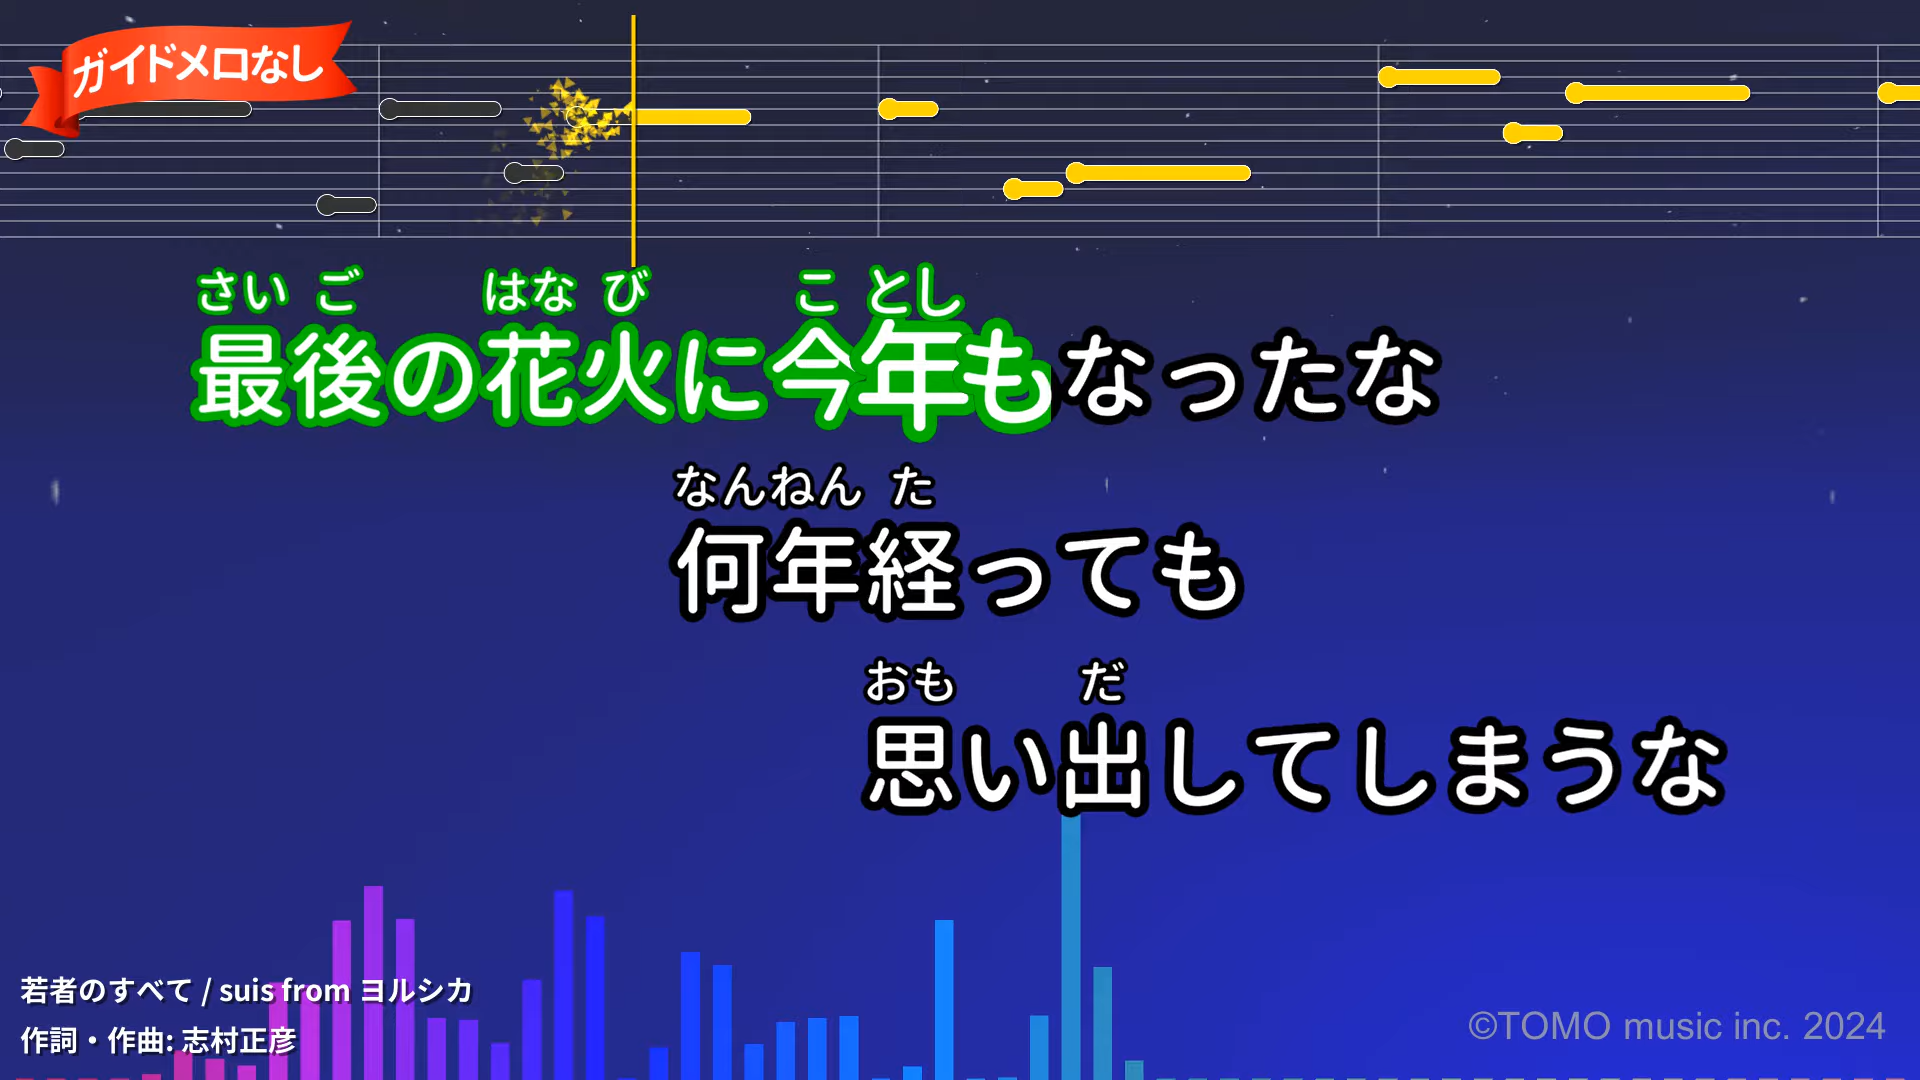 ガイドメロなし
さいご はなび ことし
最後の花火に今年もなったな
なんねん た
何年経っても
おも だ
思い出してしまうな
若者のすべて / suis from ヨルシカ
作詞・作曲: 志村正彦
©TOMO music inc. 2024